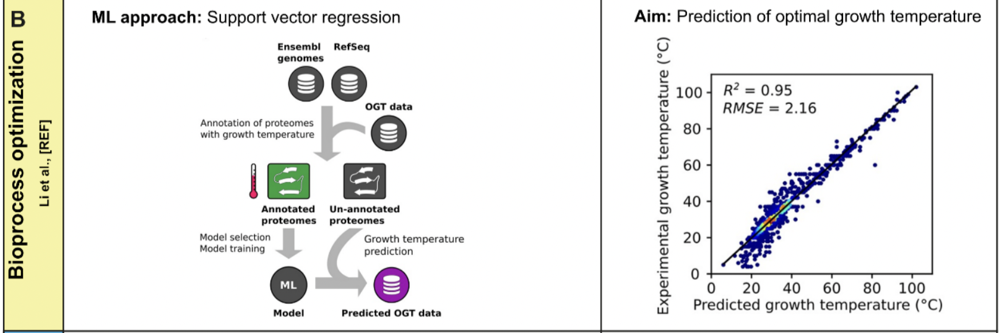 B
Bioprocess optimization
Li et al., [REF]
ML approach: Support vector regression
Ensembl
genomes
RefSeq
OGT data
Annotation of proteomes
with growth temperature
Annotated
proteomes
Un-annotated
proteomes
Model selection
Model training
Growth temperature
prediction
ML
Model
Predicted OGT data
Aim: Prediction of optimal growth temperature
Experimental growth temperature (°C)
R² = 0.95
RMSE = 2.16
100
80
60
40
20
0
0 20 40 60 80 100
Predicted growth temperature (°C)